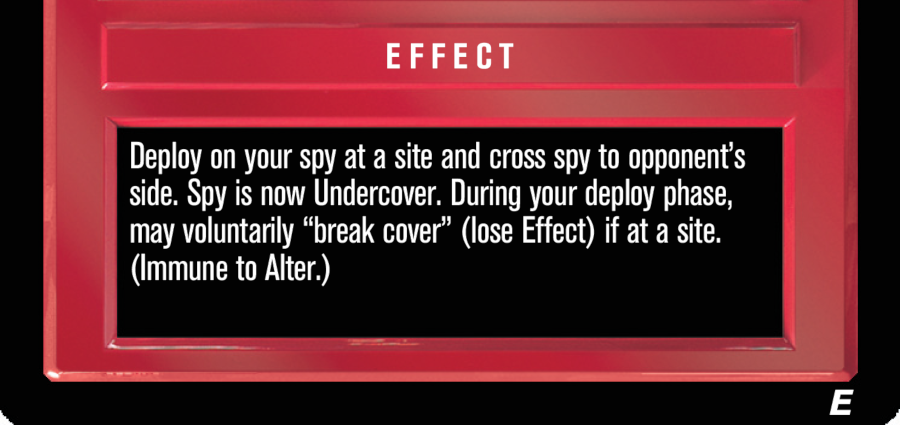 EFFECT
Deploy on your spy at a site and cross spy to opponent’s
side. Spy is now Undercover. During your deploy phase,
may voluntarily “break cover” (lose Effect) if at a site.
(Immune to Alter.)
E